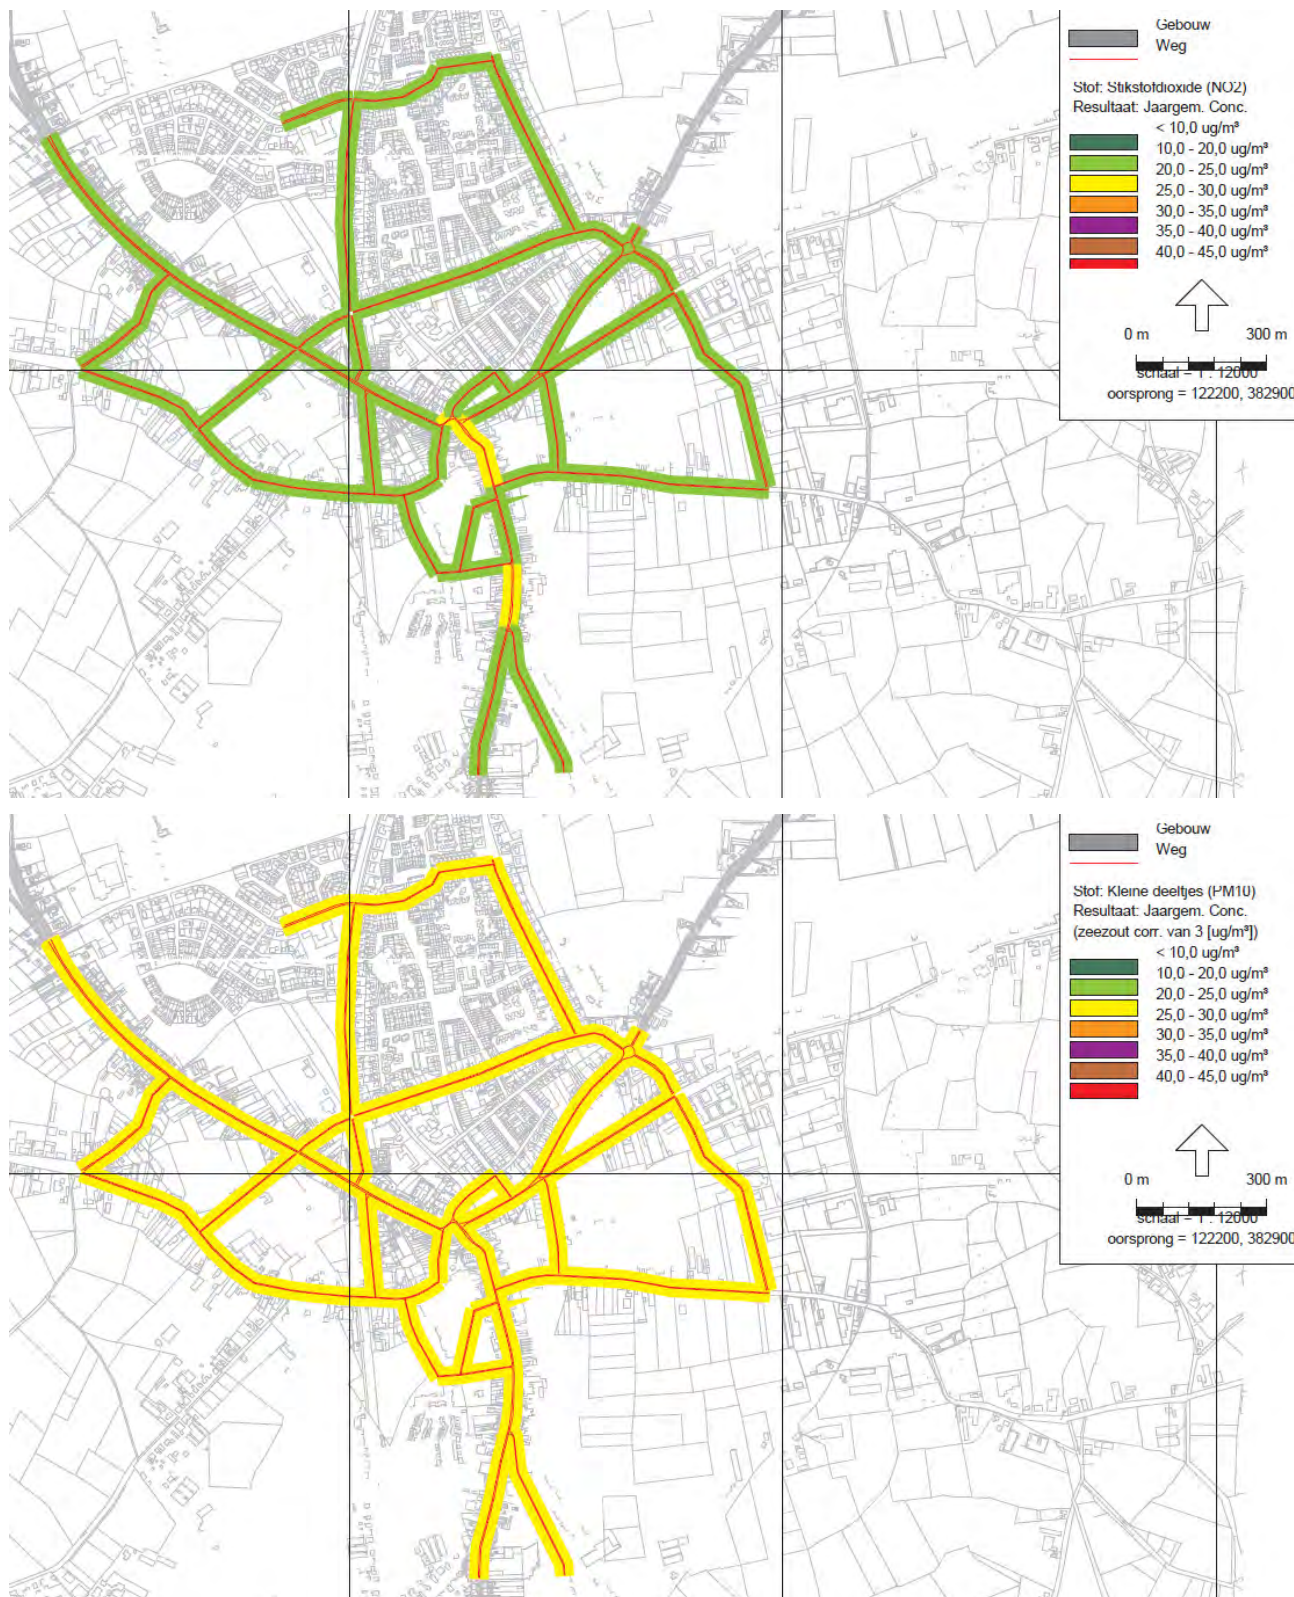 Gebouw
Weg
Stof: Stikstofdioxide (NO2)
Resultaat: Jaargem. Conc.
< 10,0 ug/m³
10,0 - 20,0 ug/m³
20,0 - 25,0 ug/m³
25,0 - 30,0 ug/m³
30,0 - 35,0 ug/m³
35,0 - 40,0 ug/m³
40,0 - 45,0 ug/m³
0 m 300 m
schaal = 1 : 12000
oorsprong = 122200, 382900
Gebouw
Weg
Stof: Kleine deeltjes (PM10)
Resultaat: Jaargem. Conc.
(zeezout corr. van 3 [ug/m³])
< 10,0 ug/m³
10,0 - 20,0 ug/m³
20,0 - 25,0 ug/m³
25,0 - 30,0 ug/m³
30,0 - 35,0 ug/m³
35,0 - 40,0 ug/m³
40,0 - 45,0 ug/m³
0 m 300 m
schaal = 1 : 12000
oorsprong = 122200, 382900